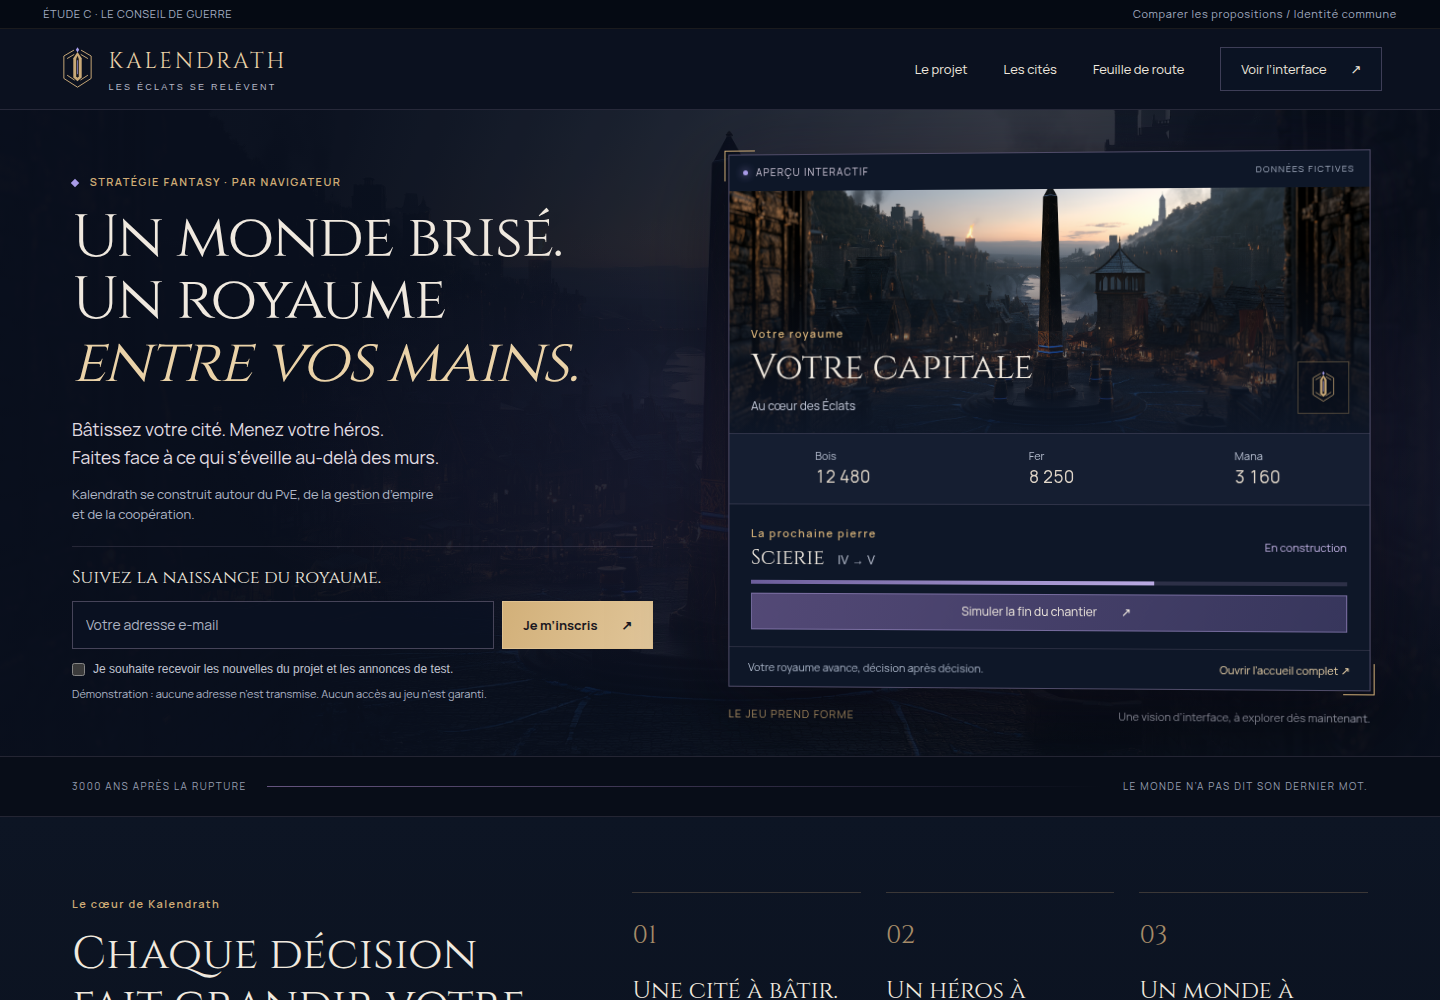 ÉTUDE C · LE CONSEIL DE GUERRE
Comparer les propositions / Identité commune
KALENDRATH
LES ÉCLATS SE RELÈVENT
Le projet
Les cités
Feuille de route
Voir l'interface ↗
STRATÉGIE FANTASY · PAR NAVIGATEUR
UN MONDE BRISÉ.
UN ROYAUME
ENTRE VOS MAINS.
Bâtissez votre cité. Menez votre héros.
Faites face à ce qui s’éveille au-delà des murs.
Kalendrath se construit autour du PvE, de la gestion d’empire
et de la coopération.
SUIVEZ LA NAISSANCE DU ROYAUME.
Votre adresse e-mail
Je m’inscris ↗
Je souhaite recevoir les nouvelles du projet et les annonces de test.
Démonstration : aucune adresse n’est transmise. Aucun accès au jeu n’est garanti.
APERÇU INTERACTIF
DONNÉES FICTIVES
Votre royaume
VOTRE CAPITALE
Au cœur des Éclats
Bois
12 480
Fer
8 250
Mana
3 160
La prochaine pierre
SCIERIE IV → V
En construction
Simuler la fin du chantier ↗
Votre royaume avance, décision après décision.
Ouvrir l’accueil complet ↗
LE JEU PREND FORME
Une vision d’interface, à explorer dès maintenant.
3000 ANS APRÈS LA RUPTURE
LE MONDE N’A PAS DIT SON DERNIER MOT.
Le cœur de Kalendrath
CHAQUE DÉCISION
FAIT GRANDIR VOTRE
01
UNE CITÉ À BÂTIR.
02
UN HÉROS À
03
UN MONDE À